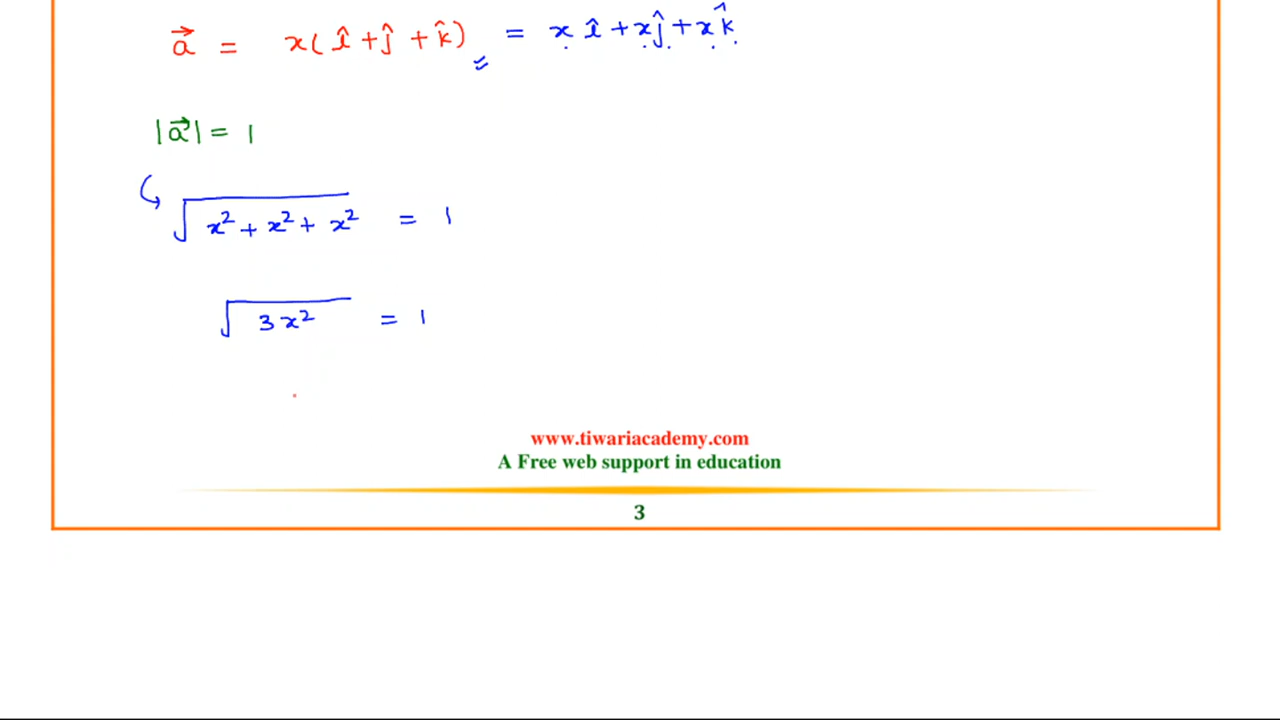 a⃗ = x(î + ĵ + k̂) = xî + xĵ + xk̂
|a⃗| = 1
√(x² + x² + x²) = 1
√(3x²) = 1
www.tiwariacademy.com
A Free web support in education
3